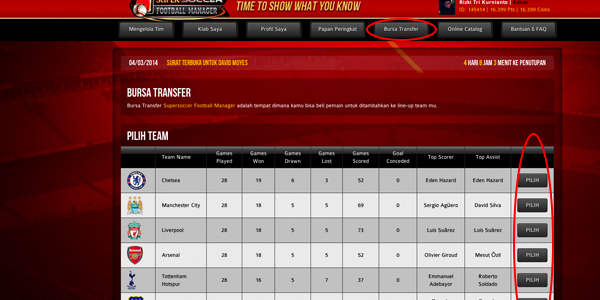 SUPER SOCCER
FOOTBALL MANAGER
TIME TO SHOW WHAT YOU KNOW
Rizki Tri Kurnianto |
ID: 145414 | 16,399 Pts | 16,399 Coins
Mengelola Tim Klab Saya Profil Saya Papan Peringkat Bursa Transfer Online Catalog Bantuan & FAQ
04/03/2014 SURAT TERBUKA UNTUK DAVID MOYES 4 HARI 8 JAM 3 MENIT KE PENUTUPAN
BURSA TRANSFER
Bursa Transfer Supersoccer Football Manager adalah tempat dimana kamu bisa beli pemain untuk ditambahkan ke line-up team mu.
PILIH TEAM
Team Name Games Played Games Won Games Drawn Games Lost Games Scored Goal Conceded Top Scorer Top Assist
Chelsea 28 19 6 3 52 0 Eden Hazard Eden Hazard PILIH
Manchester City 28 18 5 5 69 0 Sergio Agüero David Silva PILIH
Liverpool 28 18 5 5 73 0 Luis Suárez Luis Suárez PILIH
Arsenal 28 18 5 5 52 0 Olivier Giroud Mesut Özil PILIH
Tottenham Hotspur 28 16 5 7 37 0 Emmanuel Adebayor Roberto Soldado PILIH